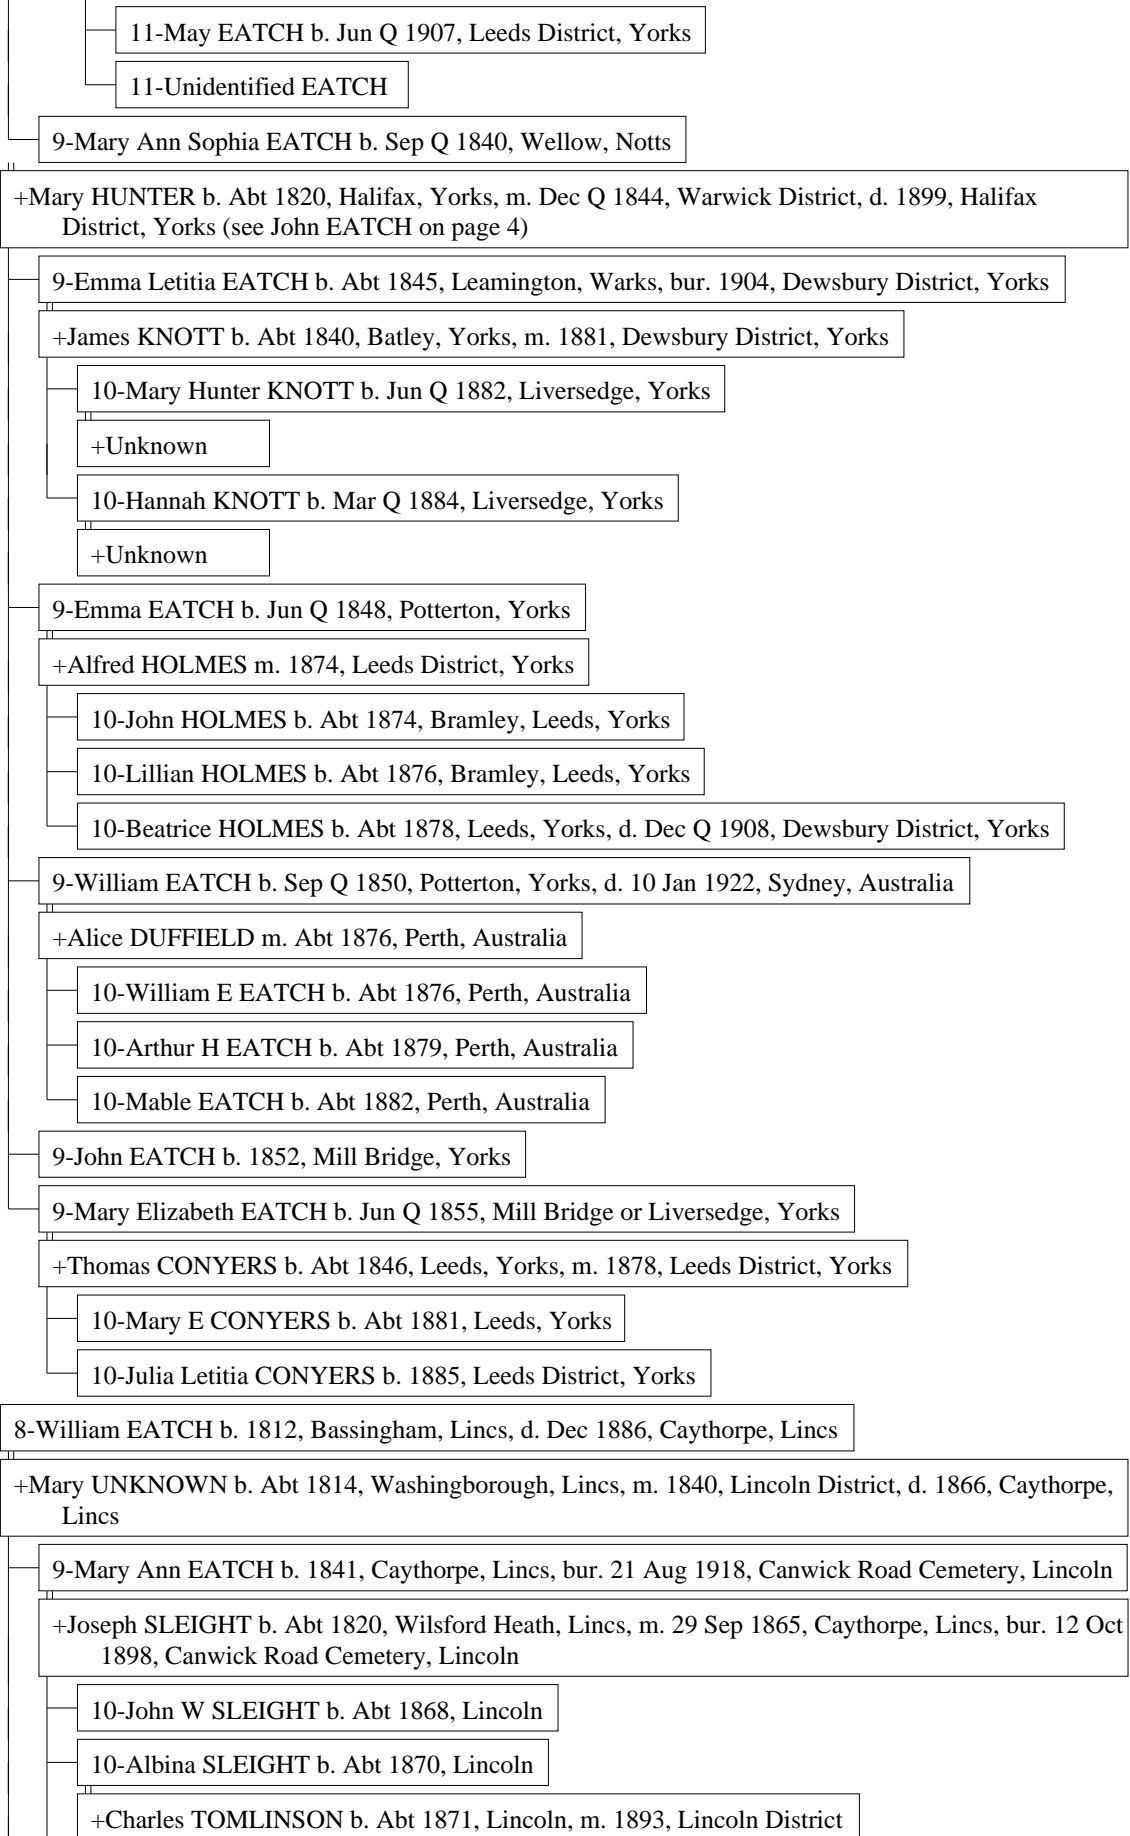 11-May EATCH b. Jun Q 1907, Leeds District, Yorks
11-Unidentified EATCH
9-Mary Ann Sophia EATCH b. Sep Q 1840, Wellow, Notts
+Mary HUNTER b. Abt 1820, Halifax, Yorks, m. Dec Q 1844, Warwick District, d. 1899, Halifax
District, Yorks (see John EATCH on page 4)
9-Emma Letitia EATCH b. Abt 1845, Leamington, Warks, bur. 1904, Dewsbury District, Yorks
+James KNOTT b. Abt 1840, Batley, Yorks, m. 1881, Dewsbury District, Yorks
10-Mary Hunter KNOTT b. Jun Q 1882, Liversedge, Yorks
+Unknown
10-Hannah KNOTT b. Mar Q 1884, Liversedge, Yorks
+Unknown
9-Emma EATCH b. Jun Q 1848, Potterton, Yorks
+Alfred HOLMES m. 1874, Leeds District, Yorks
10-John HOLMES b. Abt 1874, Bramley, Leeds, Yorks
10-Lillian HOLMES b. Abt 1876, Bramley, Leeds, Yorks
10-Beatrice HOLMES b. Abt 1878, Leeds, Yorks, d. Dec Q 1908, Dewsbury District, Yorks
9-William EATCH b. Sep Q 1850, Potterton, Yorks, d. 10 Jan 1922, Sydney, Australia
+Alice DUFFIELD m. Abt 1876, Perth, Australia
10-William E EATCH b. Abt 1876, Perth, Australia
10-Arthur H EATCH b. Abt 1879, Perth, Australia
10-Mable EATCH b. Abt 1882, Perth, Australia
9-John EATCH b. 1852, Mill Bridge, Yorks
9-Mary Elizabeth EATCH b. Jun Q 1855, Mill Bridge or Liversedge, Yorks
+Thomas CONYERS b. Abt 1846, Leeds, Yorks, m. 1878, Leeds District, Yorks
10-Mary E CONYERS b. Abt 1881, Leeds, Yorks
10-Julia Letitia CONYERS b. 1885, Leeds District, Yorks
8-William EATCH b. 1812, Bassingham, Lincs, d. Dec 1886, Caythorpe, Lincs
+Mary UNKNOWN b. Abt 1814, Washingborough, Lincs, m. 1840, Lincoln District, d. 1866, Caythorpe,
Lincs
9-Mary Ann EATCH b. 1841, Caythorpe, Lincs, bur. 21 Aug 1918, Canwick Road Cemetery, Lincoln
+Joseph SLEIGHT b. Abt 1820, Wilsford Heath, Lincs, m. 29 Sep 1865, Caythorpe, Lincs, bur. 12 Oct
1898, Canwick Road Cemetery, Lincoln
10-John W SLEIGHT b. Abt 1868, Lincoln
10-Albina SLEIGHT b. Abt 1870, Lincoln
+Charles TOMLINSON b. Abt 1871, Lincoln, m. 1893, Lincoln District